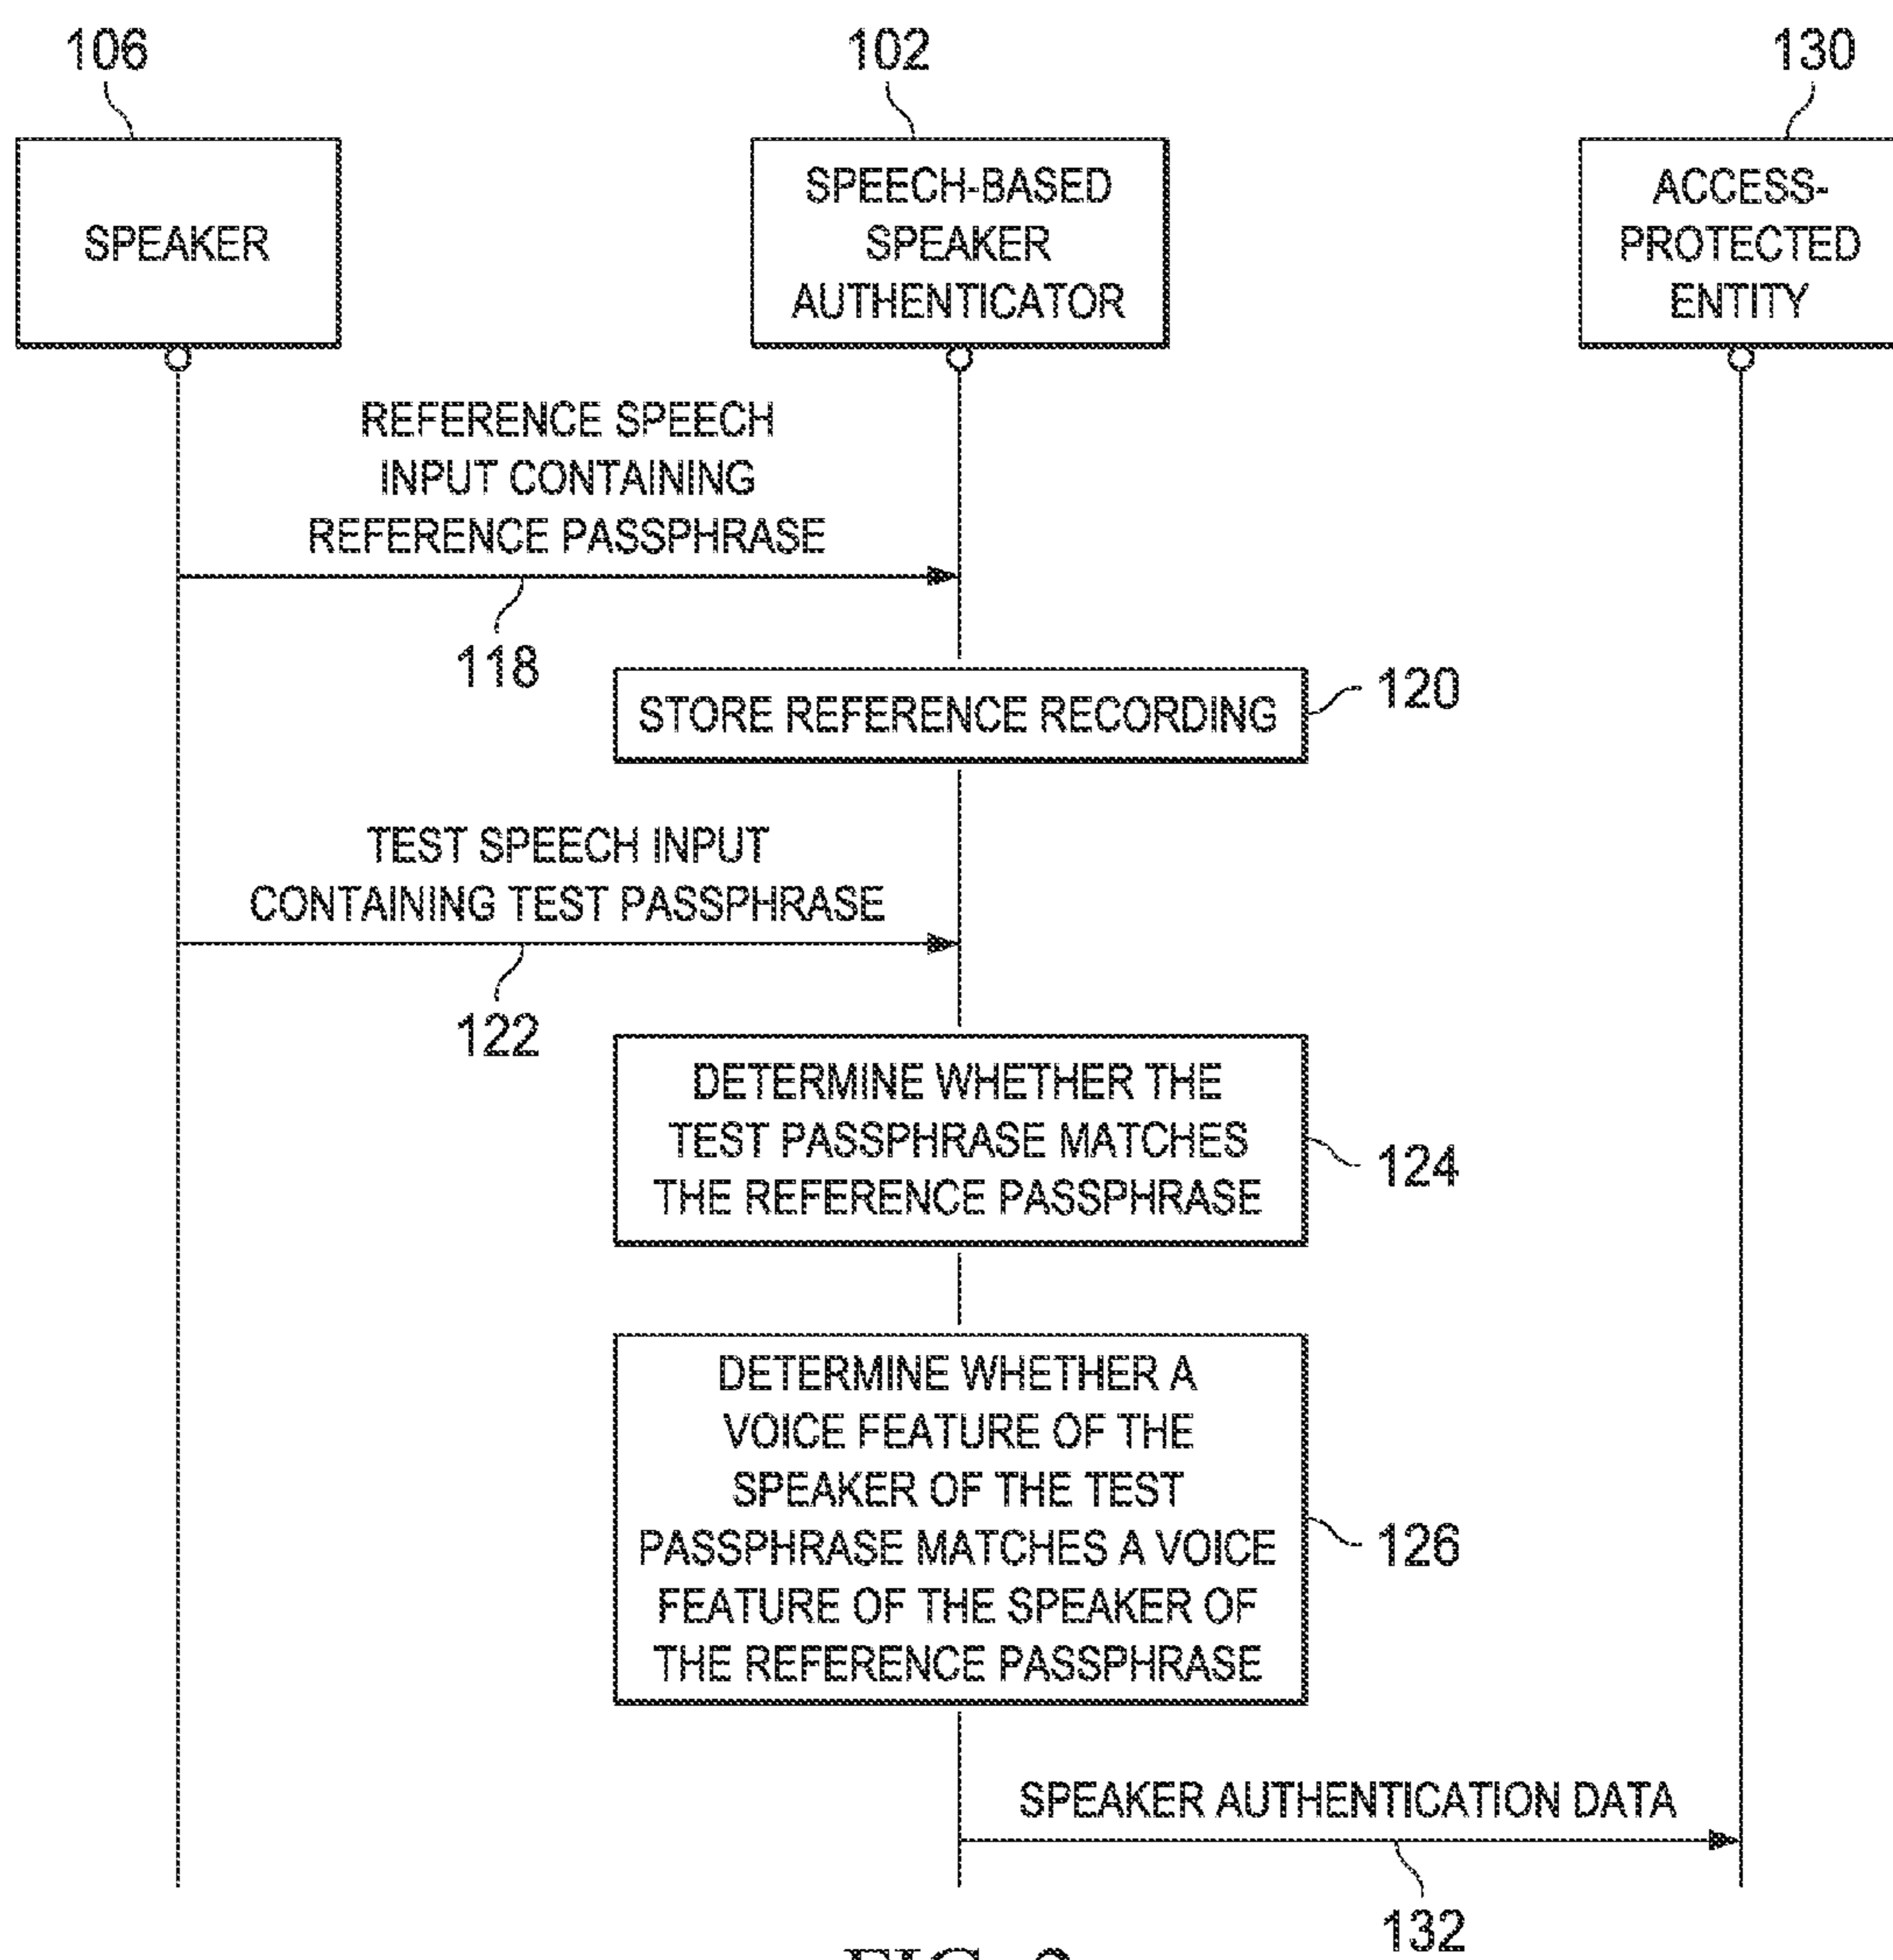 106
102
130
SPEAKER
SPEECH-BASED
SPEAKER
AUTHENTICATOR
ACCESS-
PROTECTED
ENTITY
REFERENCE SPEECH
INPUT CONTAINING
REFERENCE PASSPHRASE
118
STORE REFERENCE RECORDING
120
TEST SPEECH INPUT
CONTAINING TEST PASSPHRASE
122
DETERMINE WHETHER THE
TEST PASSPHRASE MATCHES
THE REFERENCE PASSPHRASE
124
DETERMINE WHETHER A
VOICE FEATURE OF THE
SPEAKER OF THE TEST
PASSPHRASE MATCHES A VOICE
FEATURE OF THE SPEAKER OF
THE REFERENCE PASSPHRASE
126
SPEAKER AUTHENTICATION DATA
132
FIG.